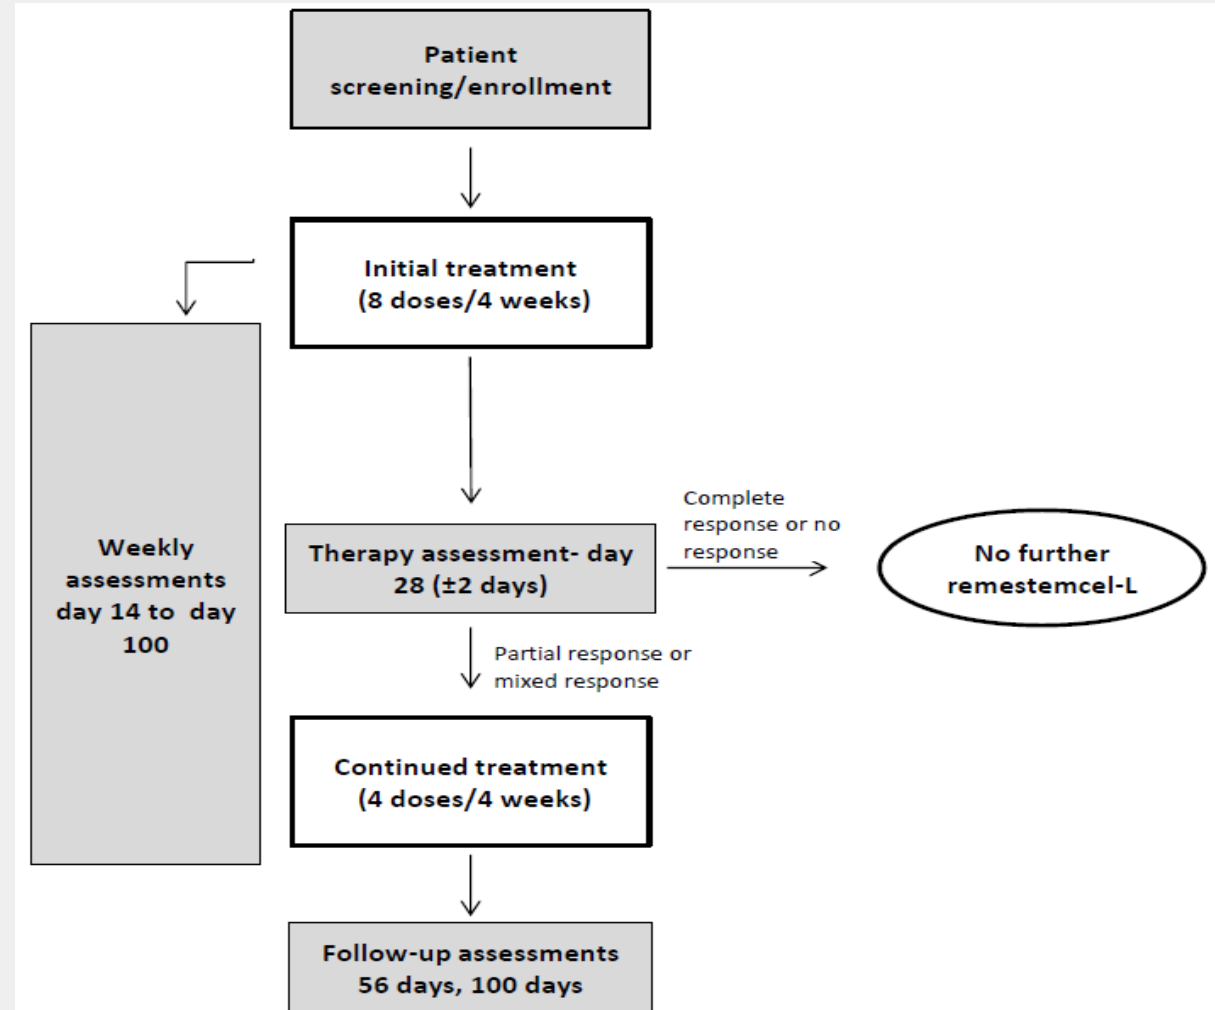 Patient
screening/enrollment
Initial treatment
(8 doses/4 weeks)
Weekly
assessments
day 14 to day
100
Therapy assessment- day
28 (±2 days)
Complete
response or no
response
No further
remestemcel-L
Partial response or
mixed response
Continued treatment
(4 doses/4 weeks)
Follow-up assessments
56 days, 100 days